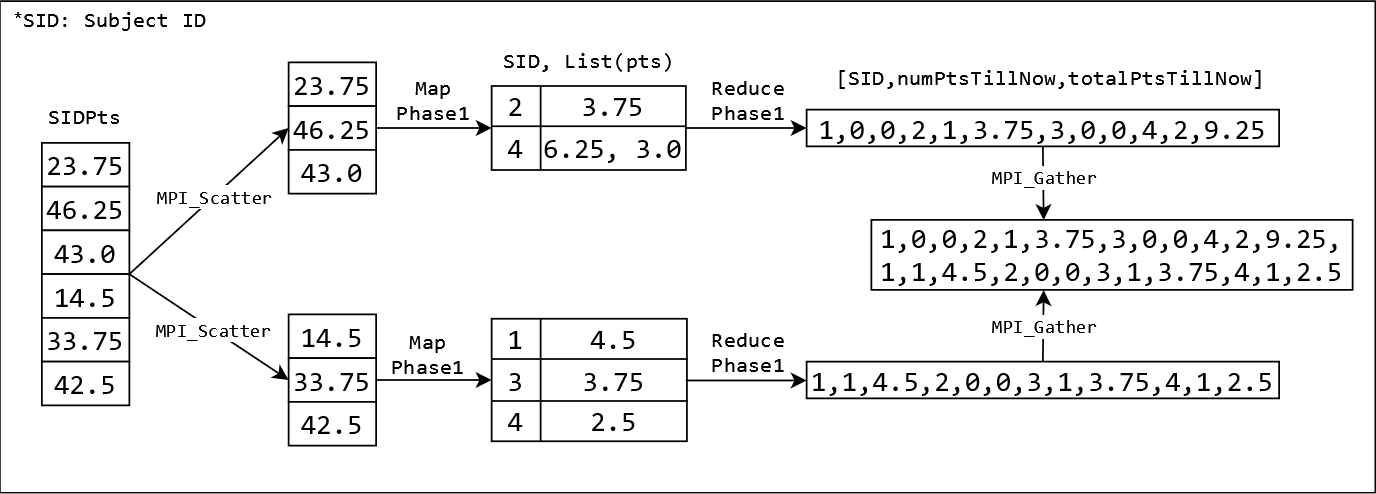 *SID: Subject ID
SIDPts
23.75
46.25
43.0
14.5
33.75
42.5
MPI_Scatter
MPI_Scatter
23.75
46.25
43.0
Map
Phase1
SID, List(pts)
2 3.75
4 6.25, 3.0
Reduce
Phase1
[SID,numPtsTillNow,totalPtsTillNow]
1,0,0,2,1,3.75,3,0,0,4,2,9.25
MPI_Gather
1,0,0,2,1,3.75,3,0,0,4,2,9.25,
1,1,4.5,2,0,0,3,1,3.75,4,1,2.5
MPI_Gather
14.5
33.75
42.5
Map
Phase1
1 4.5
3 3.75
4 2.5
Reduce
Phase1
1,1,4.5,2,0,0,3,1,3.75,4,1,2.5